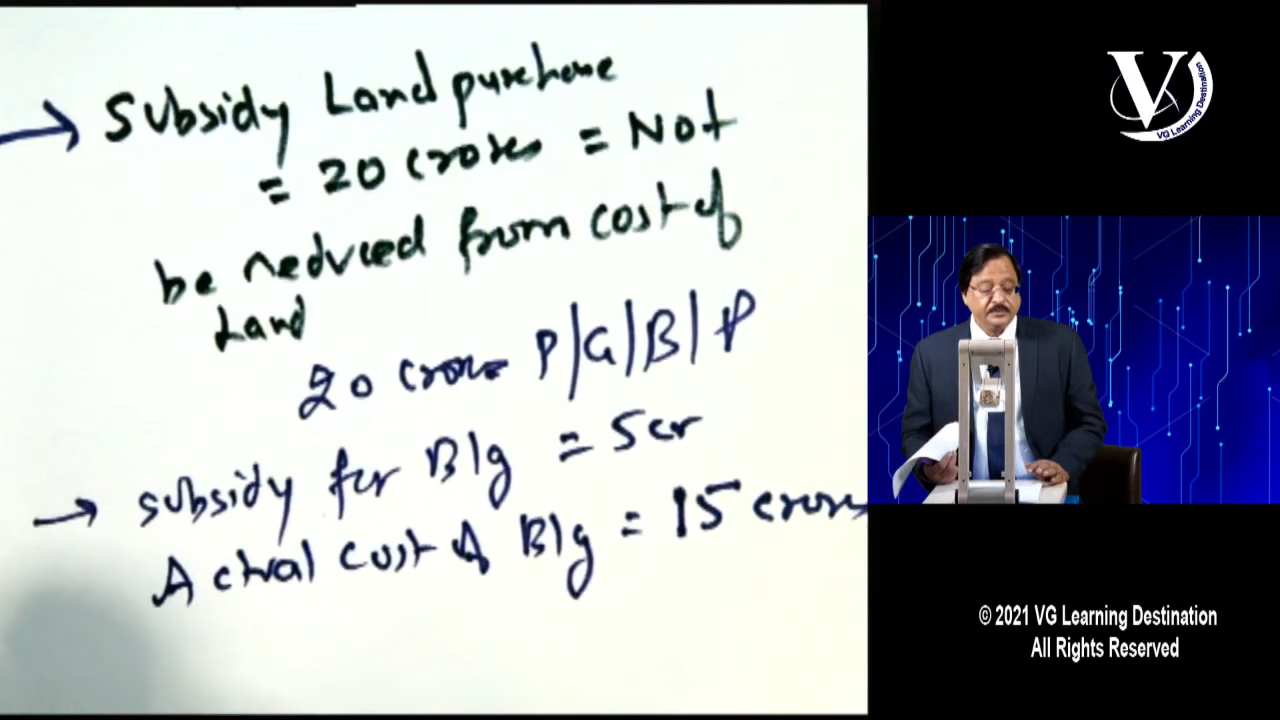 Subsidy Land purchase
= 20 crores = Not
be reduced from cost of
Land
20 crore P/G/B/P
subsidy for Blg = 5cr
Actual cost of Blg = 15 crores
V
VG Learning Destination
© 2021 VG Learning Destination
All Rights Reserved